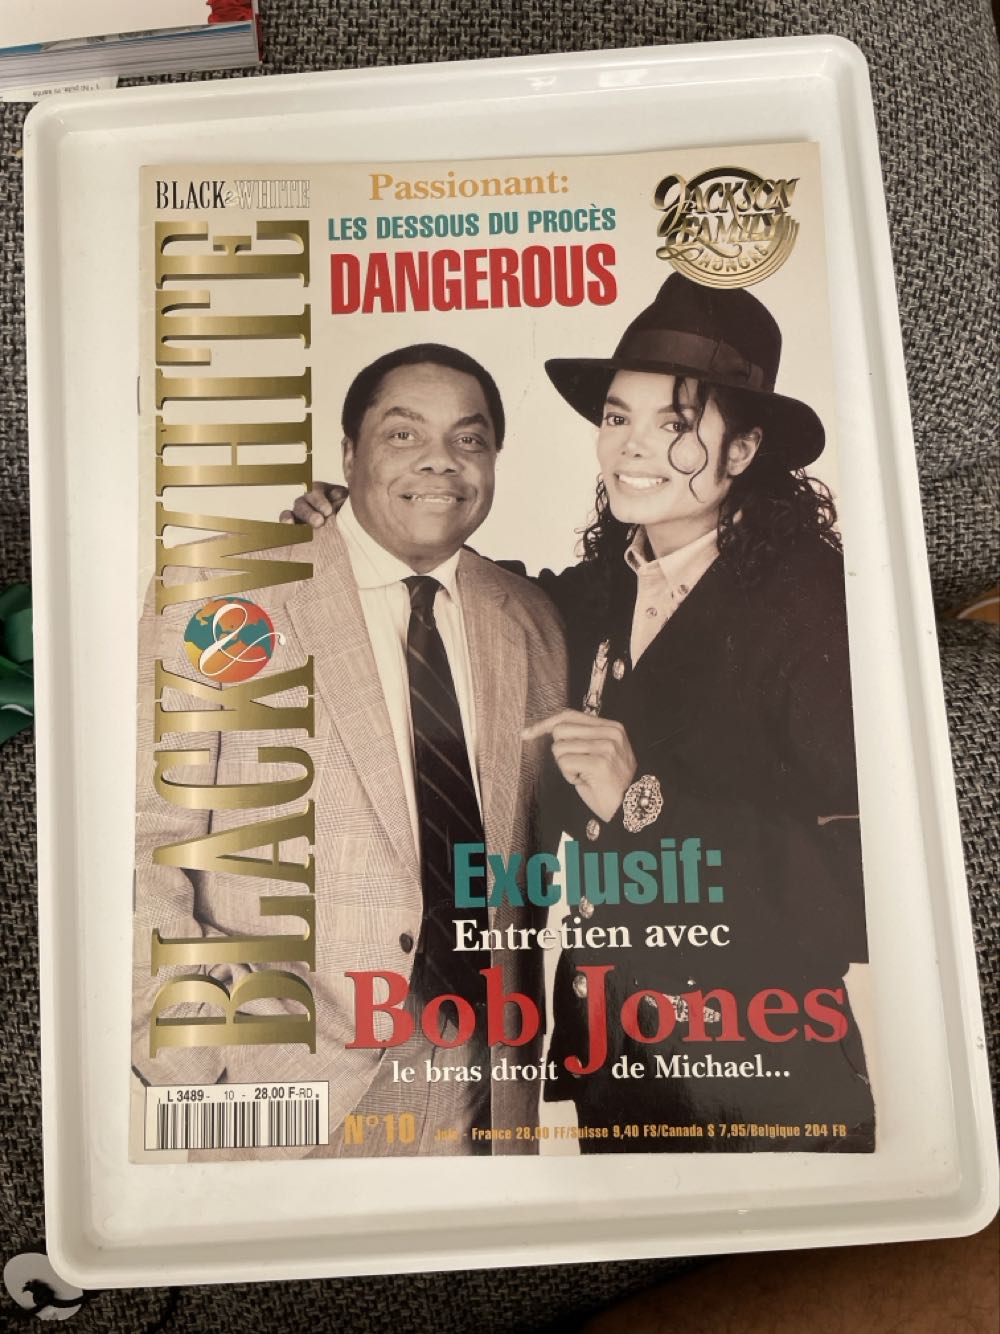 BLACK & WHITE
BLACK & WHITE
Passionant:
LES DESSOUS DU PROCÈS
DANGEROUS
JACKSON
FAMILY
HONORS
Exclusif:
Entretien avec
Bob Jones
le bras droit de Michael...
L 3489 - 10 - 28,00 F-RD
N° 10 Juin - France 28,00 FF/Suisse 9,40 FS/Canada $ 7,95/Belgique 204 FB